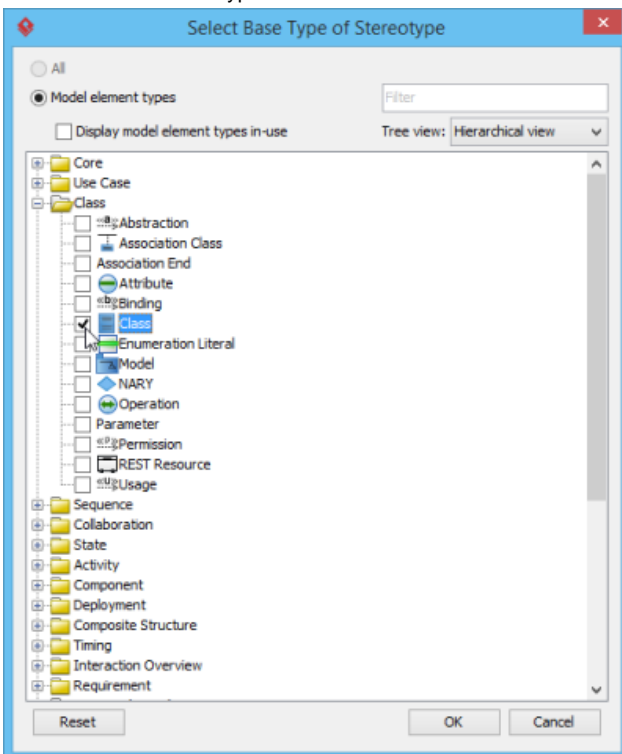 Select Base Type of Stereotype
All
Model element types
Filter
Display model element types in-use
Tree view: Hierarchical view
Core
Use Case
Class
Abstraction
Association Class
Association End
Attribute
Binding
Class
Enumeration Literal
Model
NARY
Operation
Parameter
Permission
REST Resource
Usage
Sequence
Collaboration
State
Activity
Component
Deployment
Composite Structure
Timing
Interaction Overview
Requirement
Reset
OK
Cancel